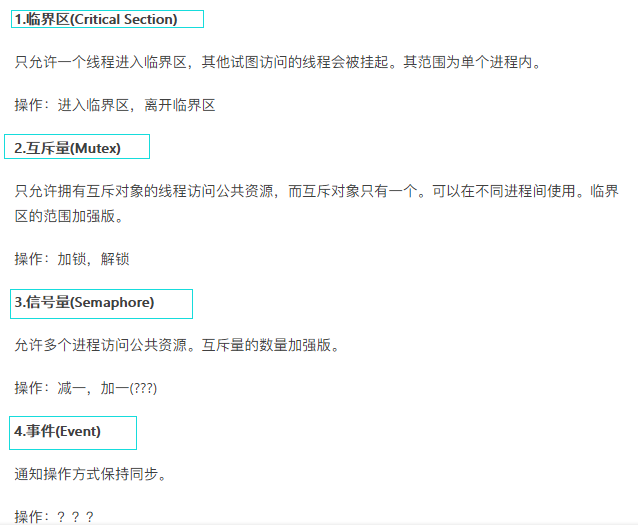 1.临界区(Critical Section)
只允许一个线程进入临界区，其他试图访问的线程会被挂起。其范围为单个进程内。
操作：进入临界区，离开临界区
2.互斥量(Mutex)
只允许拥有互斥对象的线程访问公共资源，而互斥对象只有一个。可以在不同进程间使用。临界
区的范围加强版。
操作：加锁，解锁
3.信号量(Semaphore)
允许多个进程访问公共资源。互斥量的数量加强版。
操作：减一，加一(???)
4.事件(Event)
通知操作方式保持同步。
操作：？？？